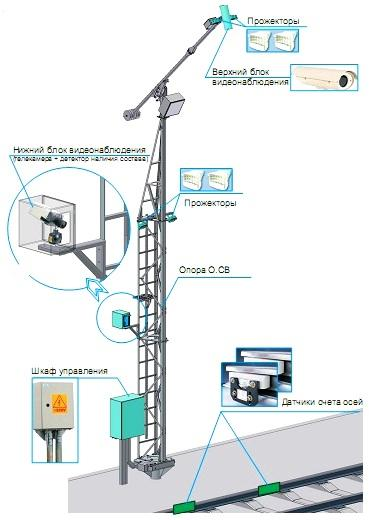 Прожекторы
Верхний блок
видеонаблюдения
Нижний блок видеонаблюдения
(телекамера + детектор наличия состава)
Прожекторы
Опора О.СВ
Шкаф управления
Датчики счета осей